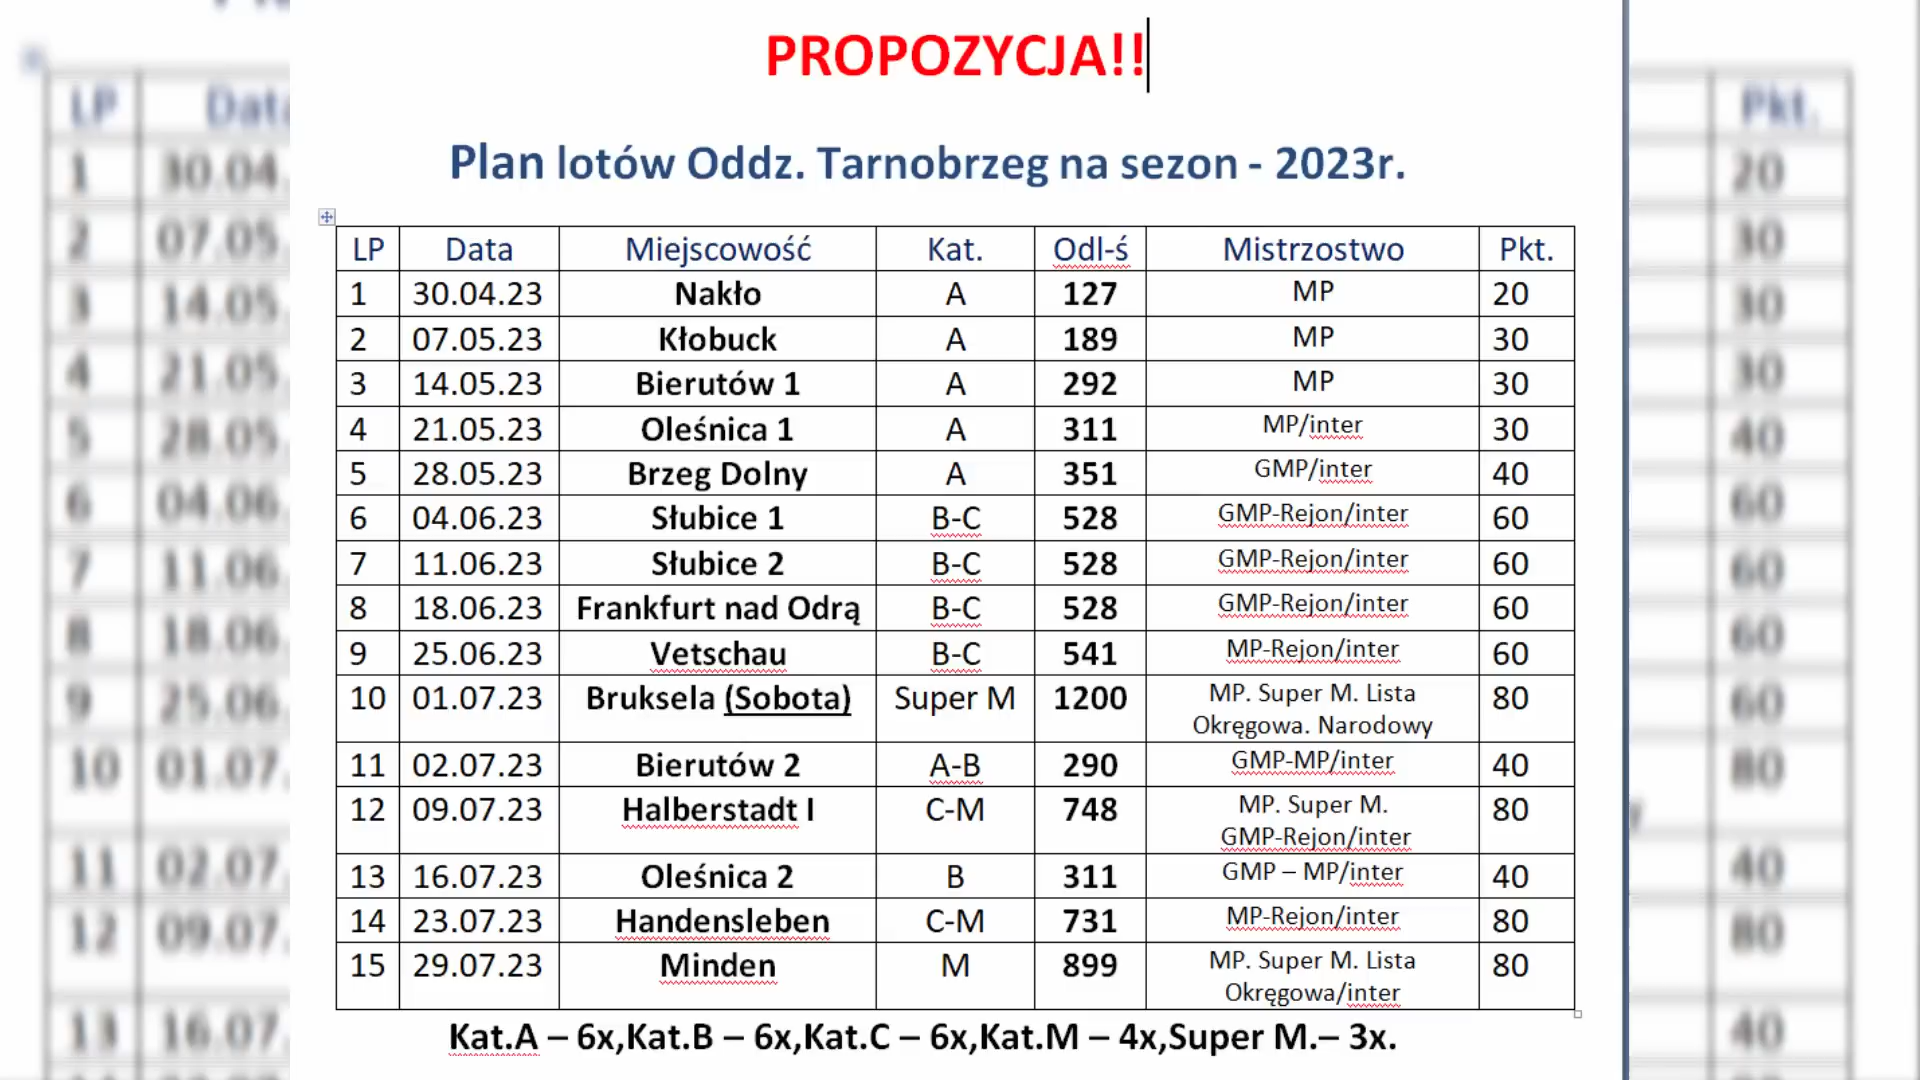 PROPOZYCJA!!
Plan lotów Oddz. Tarnobrzeg na sezon - 2023r.
LP Data Miejscowość Kat. Odl-ś Mistrzostwo Pkt.
1 30.04.23 Nakło A 127 MP 20
2 07.05.23 Kłobuck A 189 MP 30
3 14.05.23 Bierutów 1 A 292 MP 30
4 21.05.23 Oleśnica 1 A 311 MP/inter 30
5 28.05.23 Brzeg Dolny A 351 GMP/inter 40
6 04.06.23 Słubice 1 B-C 528 GMP-Rejon/inter 60
7 11.06.23 Słubice 2 B-C 528 GMP-Rejon/inter 60
8 18.06.23 Frankfurt nad Odrą B-C 528 GMP-Rejon/inter 60
9 25.06.23 Vetschau B-C 541 MP-Rejon/inter 60
10 01.07.23 Bruksela (Sobota) Super M 1200 MP. Super M. Lista 80
Okręgowa. Narodowy
11 02.07.23 Bierutów 2 A-B 290 GMP-MP/inter 40
12 09.07.23 Halberstadt I C-M 748 MP. Super M. 80
GMP-Rejon/inter
13 16.07.23 Oleśnica 2 B 311 GMP – MP/inter 40
14 23.07.23 Handensleben C-M 731 MP-Rejon/inter 80
15 29.07.23 Minden M 899 MP. Super M. Lista 80
Okręgowa/inter
Kat.A – 6x,Kat.B – 6x,Kat.C – 6x,Kat.M – 4x,Super M.– 3x.